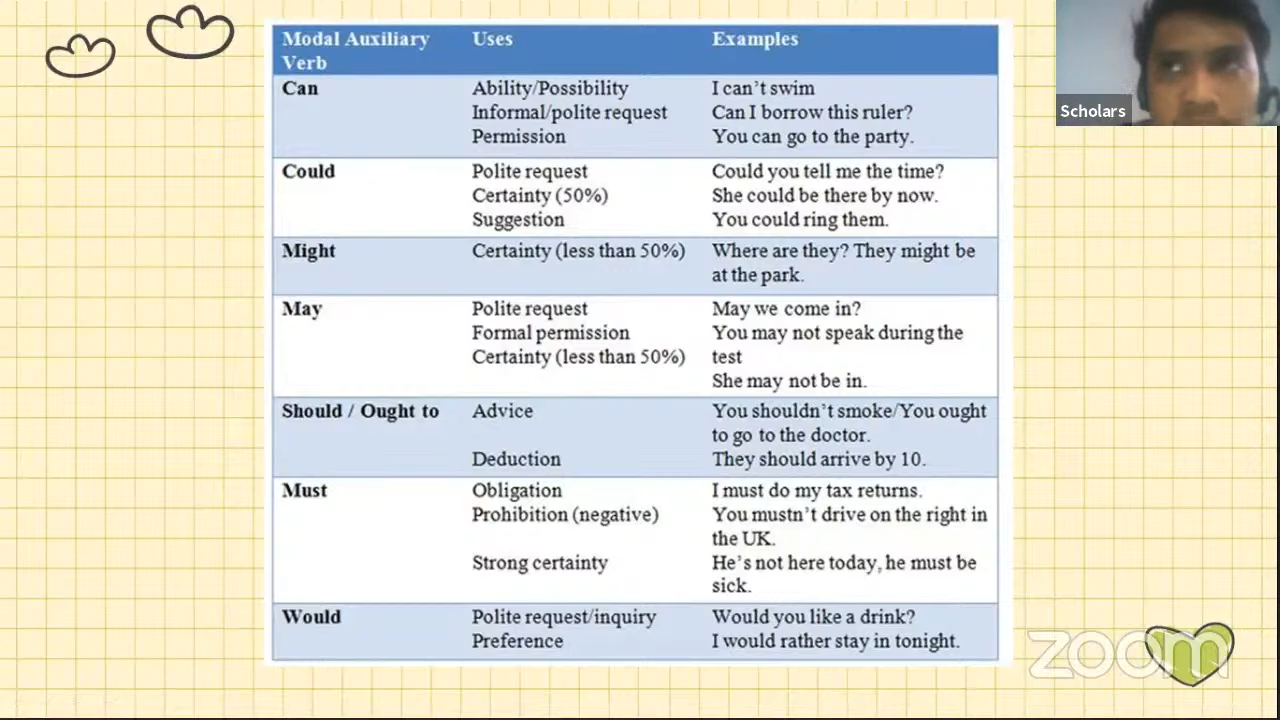 Modal Auxiliary Verb Uses Examples
Can Ability/Possibility I can't swim
Informal/polite request Can I borrow this ruler?
Permission You can go to the party.
Could Polite request Could you tell me the time?
Certainty (50%) She could be there by now.
Suggestion You could ring them.
Might Certainty (less than 50%) Where are they? They might be
at the park.
May Polite request May we come in?
Formal permission You may not speak during the
Certainty (less than 50%) test
She may not be in.
Should / Ought to Advice You shouldn't smoke/You ought
to go to the doctor.
Deduction They should arrive by 10.
Must Obligation I must do my tax returns.
Prohibition (negative) You mustn't drive on the right in
the UK.
Strong certainty He's not here today, he must be
sick.
Would Polite request/inquiry Would you like a drink?
Preference I would rather stay in tonight.
Scholars
zoom